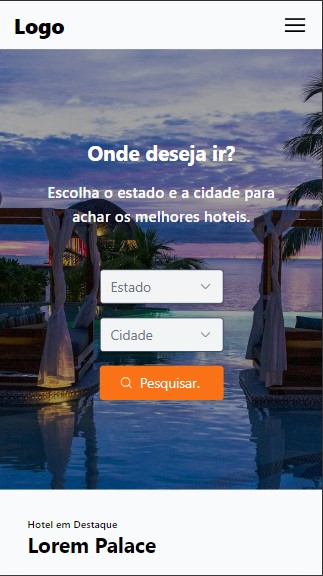 Logo
Onde deseja ir?
Escolha o estado e a cidade para
achar os melhores hoteis.
Estado
Cidade
Pesquisar.
Hotel em Destaque
Lorem Palace